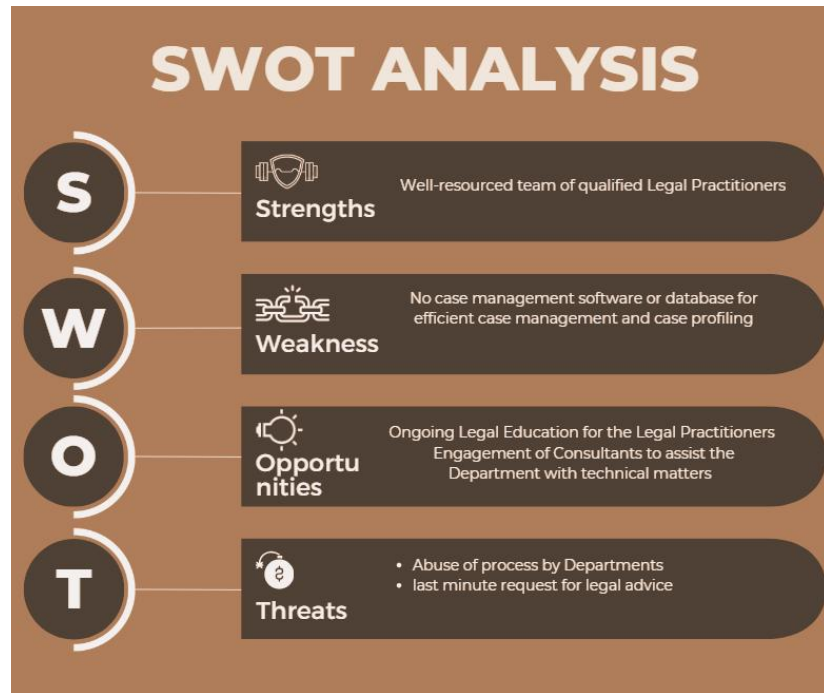 SWOT ANALYSIS
S
Strengths
Well-resourced team of qualified Legal Practitioners
W
Weakness
No case management software or database for
efficient case management and case profiling
O
Opportu
nities
Ongoing Legal Education for the Legal Practitioners
Engagement of Consultants to assist the
Department with technical matters
T
$
Threats
• Abuse of process by Departments
• last minute request for legal advice